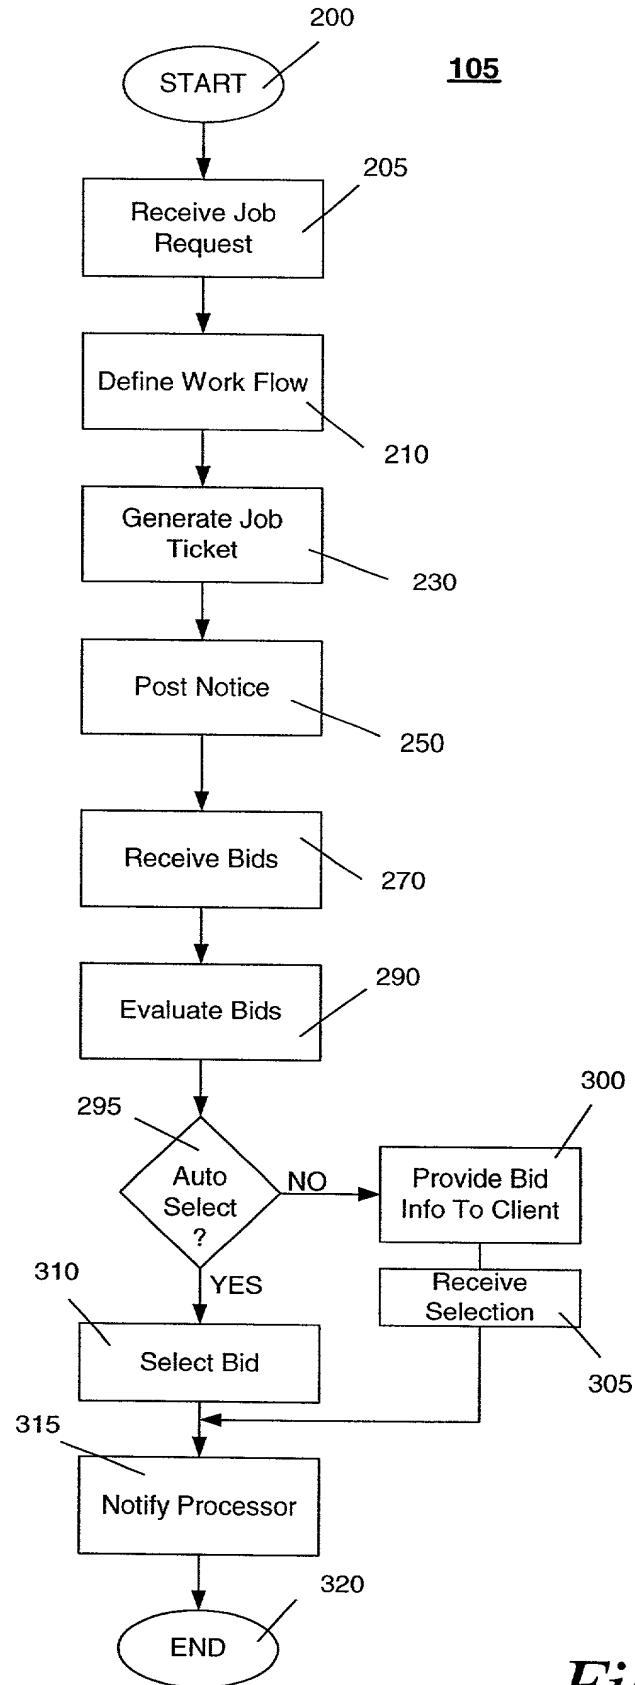 200
START
105
205
Receive Job
Request
Define Work Flow
210
Generate Job
Ticket
230
Post Notice
250
Receive Bids
270
290
Evaluate Bids
295
Auto
Select
?
NO
300
Provide Bid
Info To Client
YES
Receive
Selection
305
310
Select Bid
315
Notify Processor
320
END